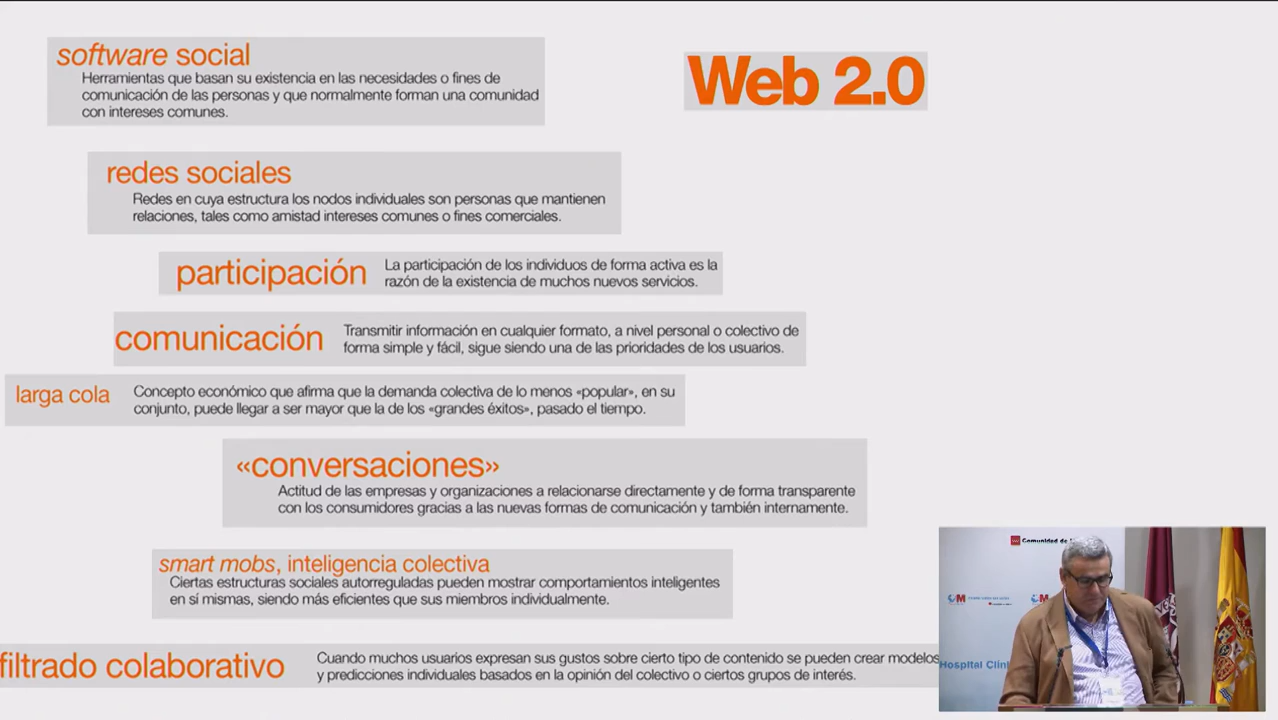 software social
Herramientas que basan su existencia en las necesidades o fines de
comunicación de las personas y que normalmente forman una comunidad
con intereses comunes.
Web 2.0
redes sociales
Redes en cuya estructura los nodos individuales son personas que mantienen
relaciones, tales como amistad intereses comunes o fines comerciales.
participación
La participación de los individuos de forma activa es la
razón de la existencia de muchos nuevos servicios.
comunicación
Transmitir información en cualquier formato, a nivel personal o colectivo de
forma simple y fácil, sigue siendo una de las prioridades de los usuarios.
larga cola
Concepto económico que afirma que la demanda colectiva de lo menos «popular», en su
conjunto, puede llegar a ser mayor que la de los «grandes éxitos», pasado el tiempo.
«conversaciones»
Actitud de las empresas y organizaciones a relacionarse directamente y de forma transparente
con los consumidores gracias a las nuevas formas de comunicación y también internamente.
smart mobs, inteligencia colectiva
Ciertas estructuras sociales autorreguladas pueden mostrar comportamientos inteligentes
en sí mismas, siendo más eficientes que sus miembros individualmente.
filtrado colaborativo
Cuando muchos usuarios expresan sus gustos sobre cierto tipo de contenido se pueden crear modelos
y predicciones individuales basados en la opinión del colectivo o ciertos grupos de interés.
Comunidad de
Hospital Clíni